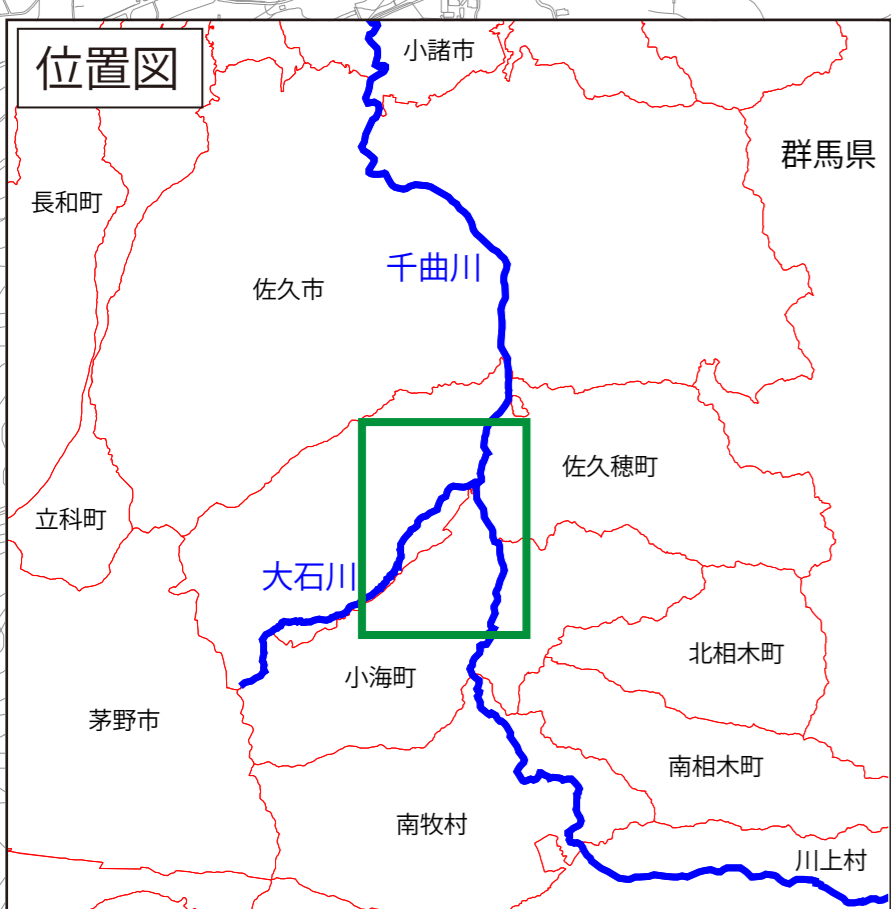 位置図
小諸市
群馬県
長和町
千曲川
佐久市
佐久穂町
立科町
大石川
北相木町
小海町
茅野市
南相木町
南牧村
川上村